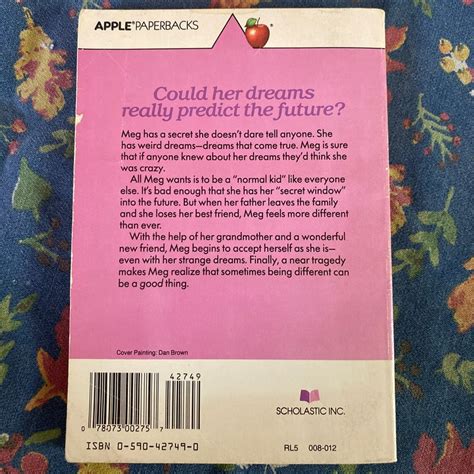 APPLE® PAPERBACKS
Could her dreams
really predict the future?
Meg has a secret she doesn't dare tell anyone. She
has weird dreams—dreams that come true. Meg is sure
that if anyone knew about her dreams they'd think she
was crazy.
All Meg wants is to be a "normal kid" like everyone
else. It's bad enough that she has her "secret window"
into the future. But when her father leaves the family
and she loses her best friend, Meg feels more different
than ever.
With the help of her grandmother and a wonderful
new friend, Meg begins to accept herself as she is—
even with her strange dreams. Finally, a near tragedy
makes Meg realize that sometimes being different can
be a good thing.
Cover Painting: Dan Brown
42749
0 78073 00275 7
SCHOLASTIC INC.
ISBN 0-590-42749-0
RL5 008-012